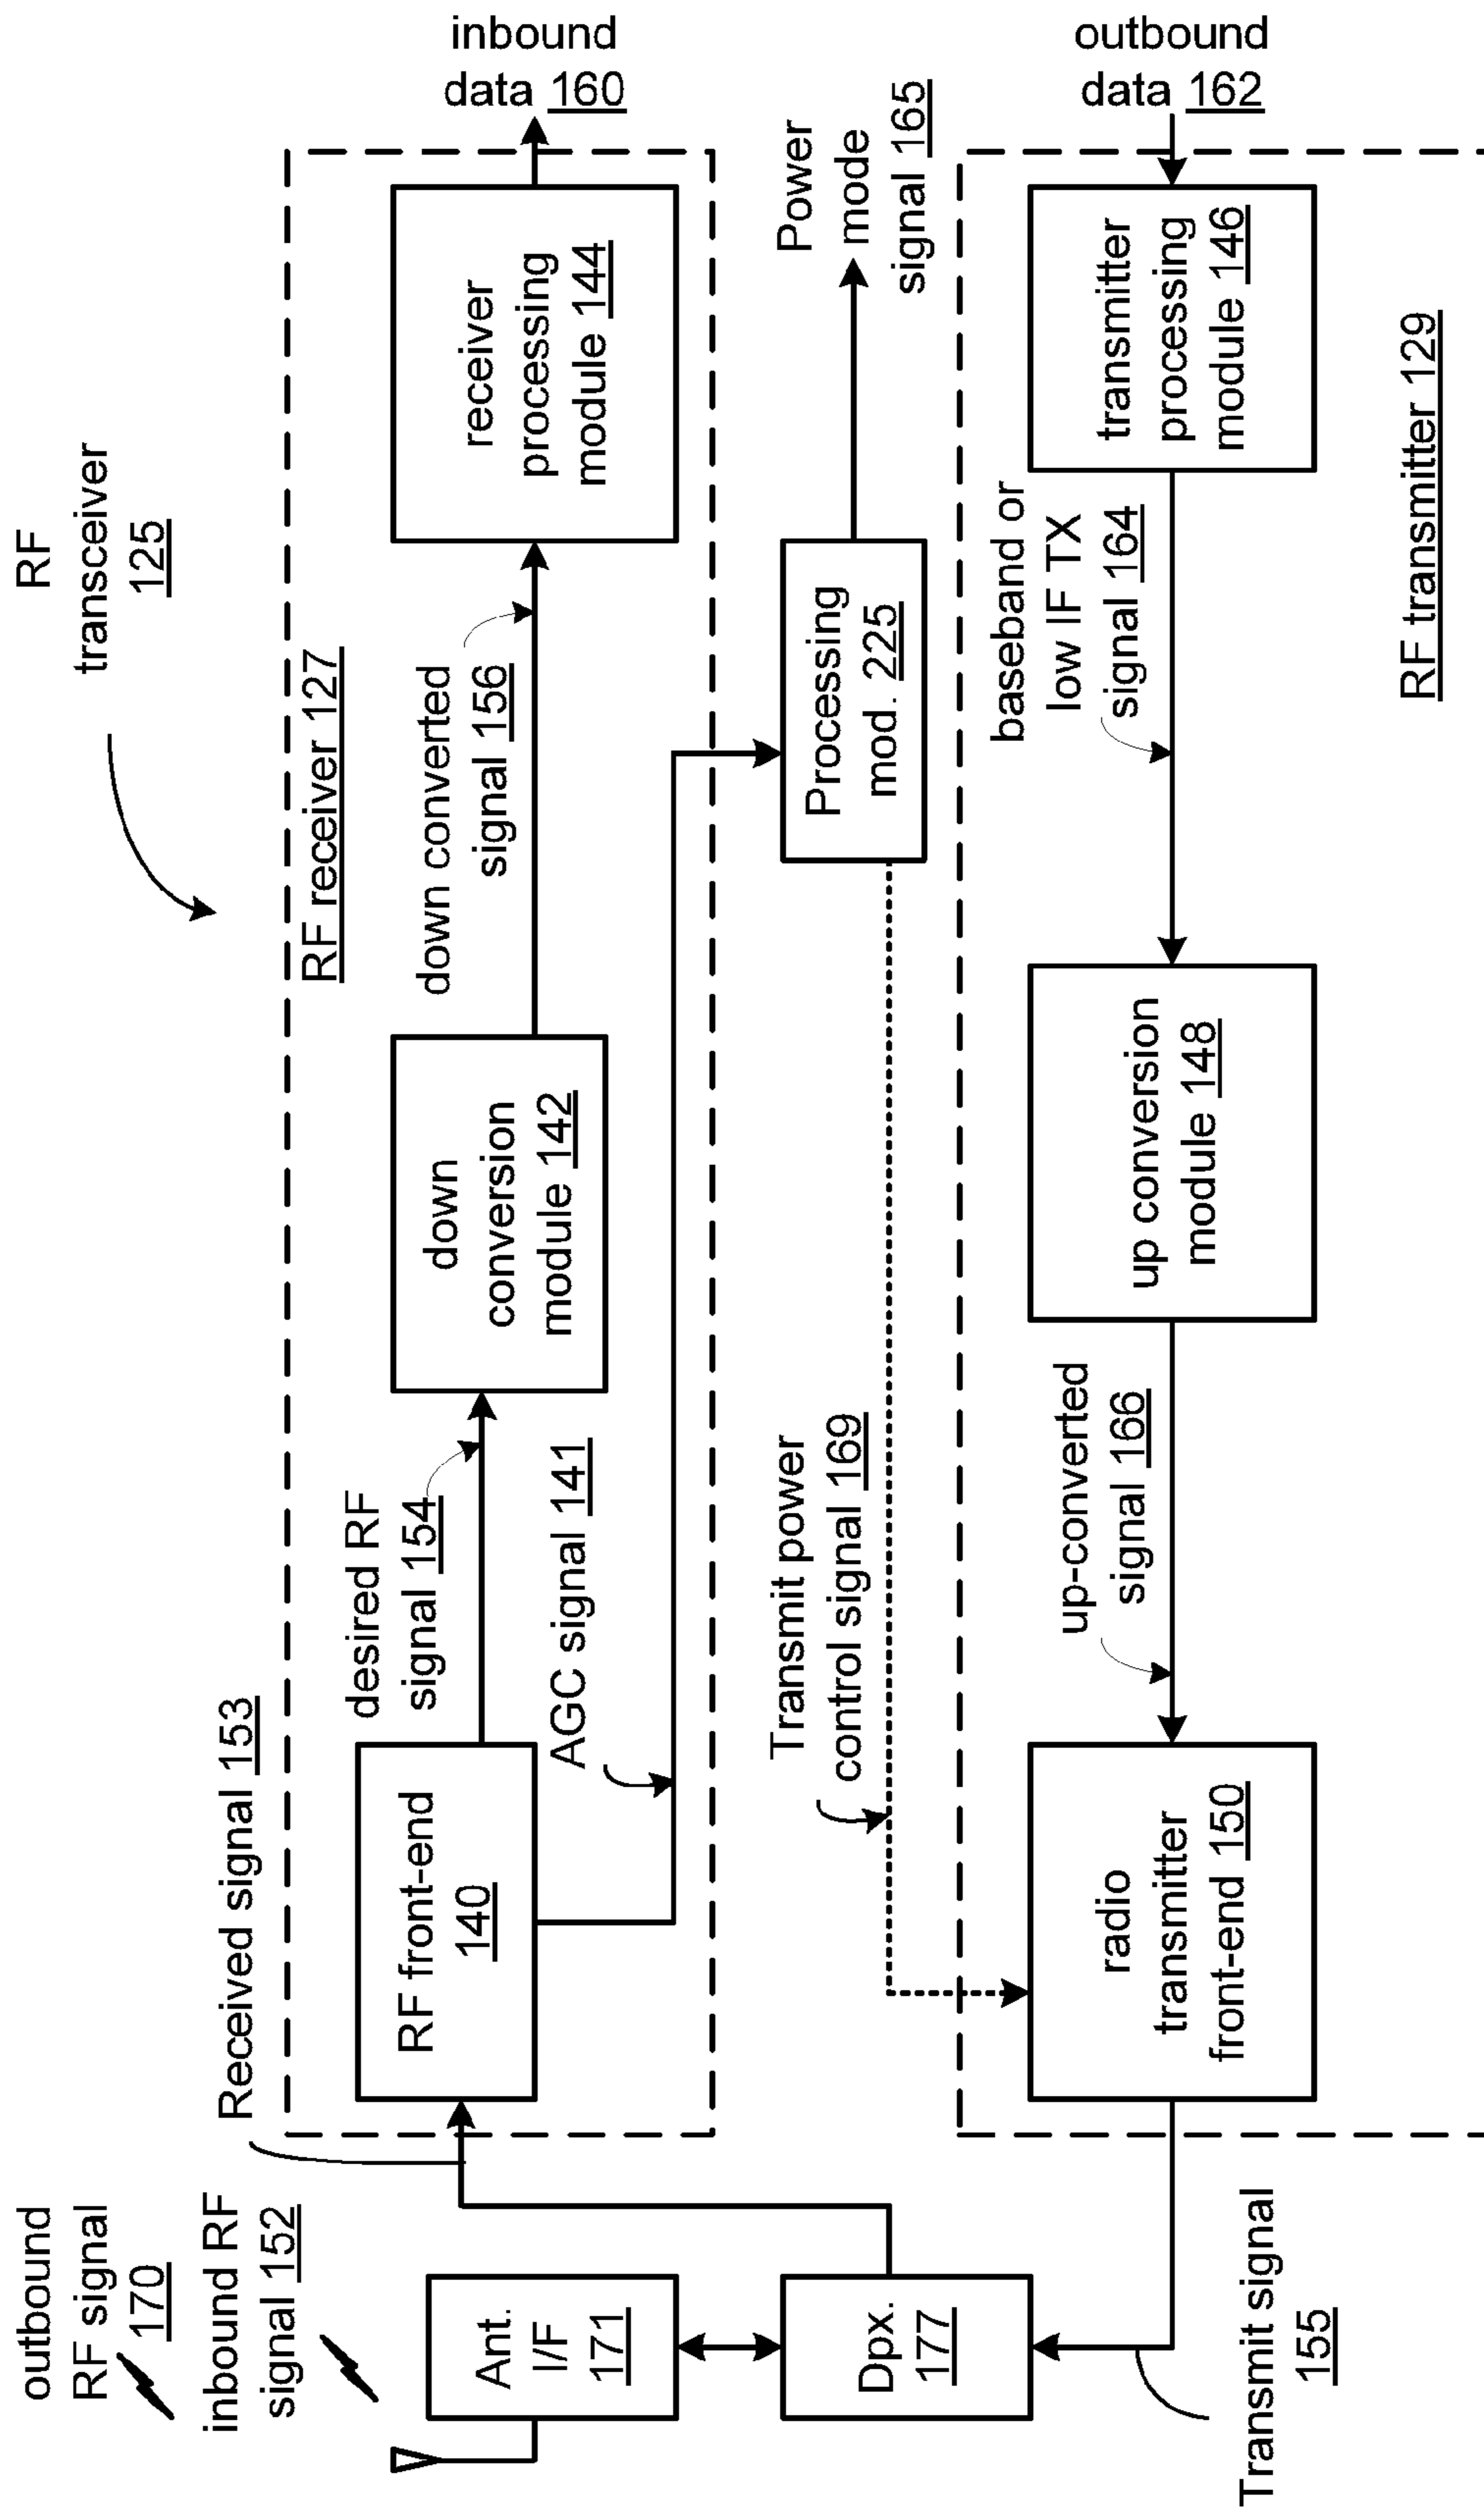 RF
transceiver
125
outbound
RF signal
170
inbound RF
signal 152
Received signal 153
RF receiver 127
Ant.
I/F
171
RF front-end
140
desired RF
signal 154
down
conversion
module 142
down converted
signal 156
receiver
processing
module 144
inbound
data 160
AGC signal 141
Dpx.
177
Transmit power
control signal 169
Processing
mod. 225
Power
mode
signal 165
Transmit signal
155
radio
transmitter
front-end 150
up-converted
signal 166
up conversion
module 148
baseband or
low IF TX
signal 164
transmitter
processing
module 146
outbound
data 162
RF transmitter 129